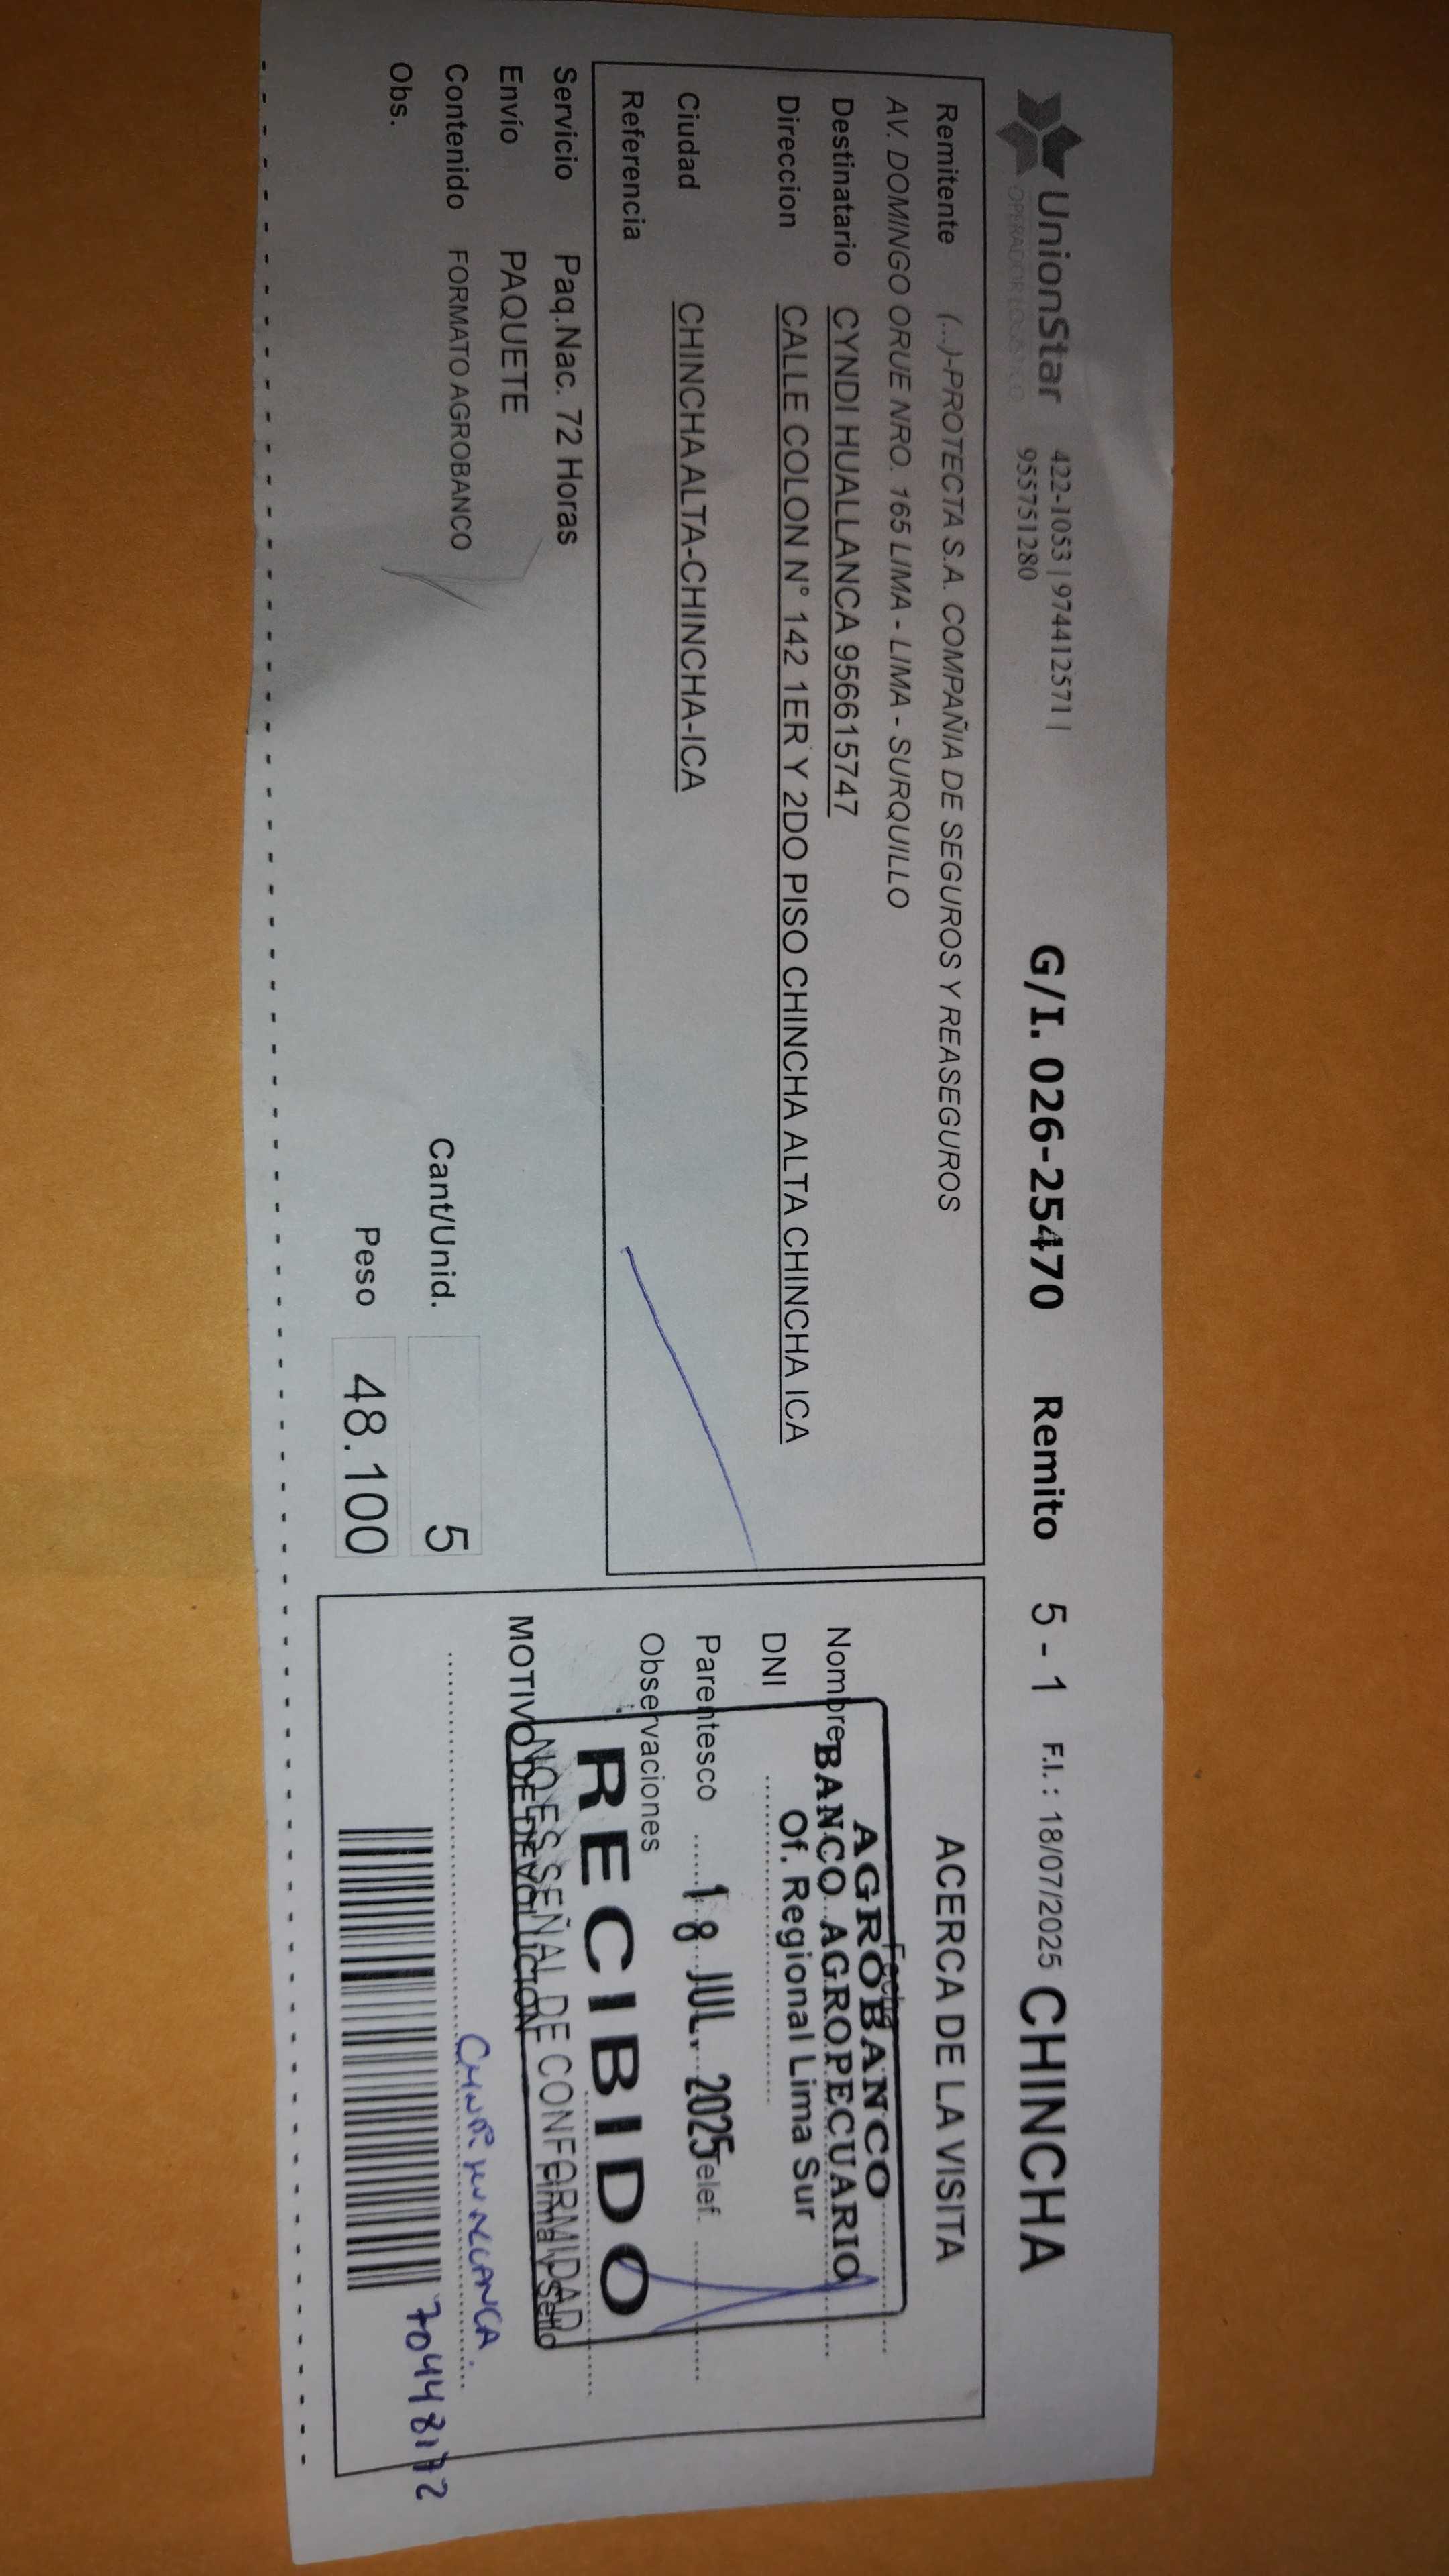 UnionStar
OPERADOR LOGISTICO
422-1053 | 974412571 |
955751280
G/I. 026-25470 Remito 5 - 1 F.I. : 18/07/2025 CHINCHA
Remitente (...)-PROTECTA S.A. COMPAÑIA DE SEGUROS Y REASEGUROS
AV. DOMINGO ORUE NRO. 165 LIMA - LIMA - SURQUILLO
Destinatario CYNDI HUALLANCA 956615747
Direccion CALLE COLON N° 142 1ER Y 2DO PISO CHINCHA ALTA CHINCHA ICA
Ciudad CHINCHA ALTA-CHINCHA-ICA
Referencia
Servicio Paq.Nac. 72 Horas
Envío PAQUETE
Contenido FORMATO AGROBANCO
Obs.
Cant/Unid. 5
Peso 48.100
ACERCA DE LA VISITA
Fecha
Nombre
DNI
Parentesco
Telef.
Observaciones
MOTIVO DE DEVOLUCION
Firma y Sello
AGROBANCO
BANCO AGROPECUARIO
Of. Regional Lima Sur
18 JUL. 2025
RECIBIDO
NO ES SEÑAL DE CONFORMIDAD